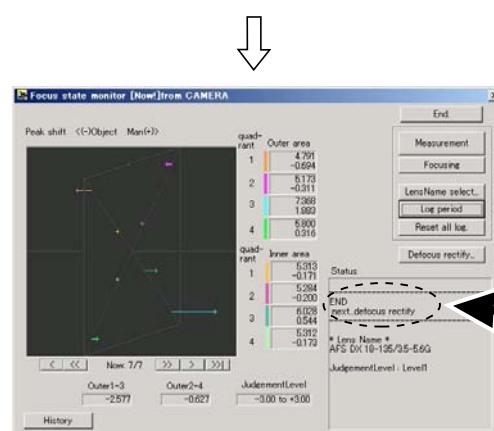 Focus state monitor [Now!]from CAMERA
Peak shift <(-)Object Man(+)>
quad-
rant Outer area
1 4.791
-0.694
2 5.173
-0.311
3 7.368
1.883
4 5.800
0.316
quad-
rant Inner area
1 5.313
-0.171
2 5.284
-0.200
3 6.028
0.544
4 5.312
-0.173
< << Now: 7/7 >> > >>|
Outer1-3 Outer2-4 JudgementLevel
-2.577 -0.627 -3.00 to +3.00
History
End.
Measurement
Focusing
LensName select..
Log period
Reset all log.
Defocus rectify..
Status
END
next..defocus rectify
* Lens Name *
AFS DX 18-135/3.5-5.6G
JudgementLevel : Level1